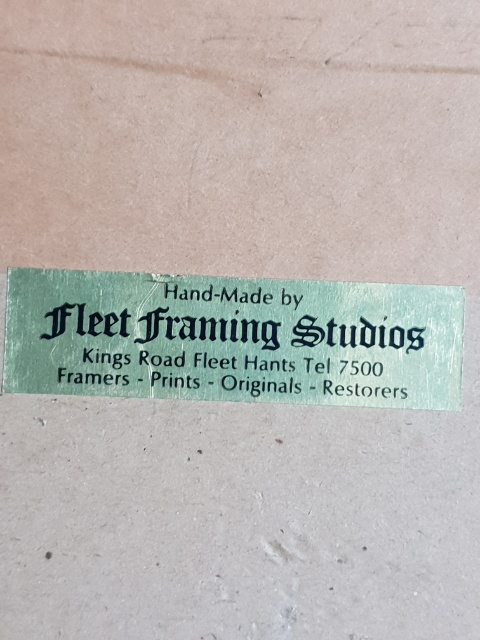 Hand-Made by
Fleet Framing Studios
Kings Road Fleet Hants Tel 7500
Framers - Prints - Originals - Restorers